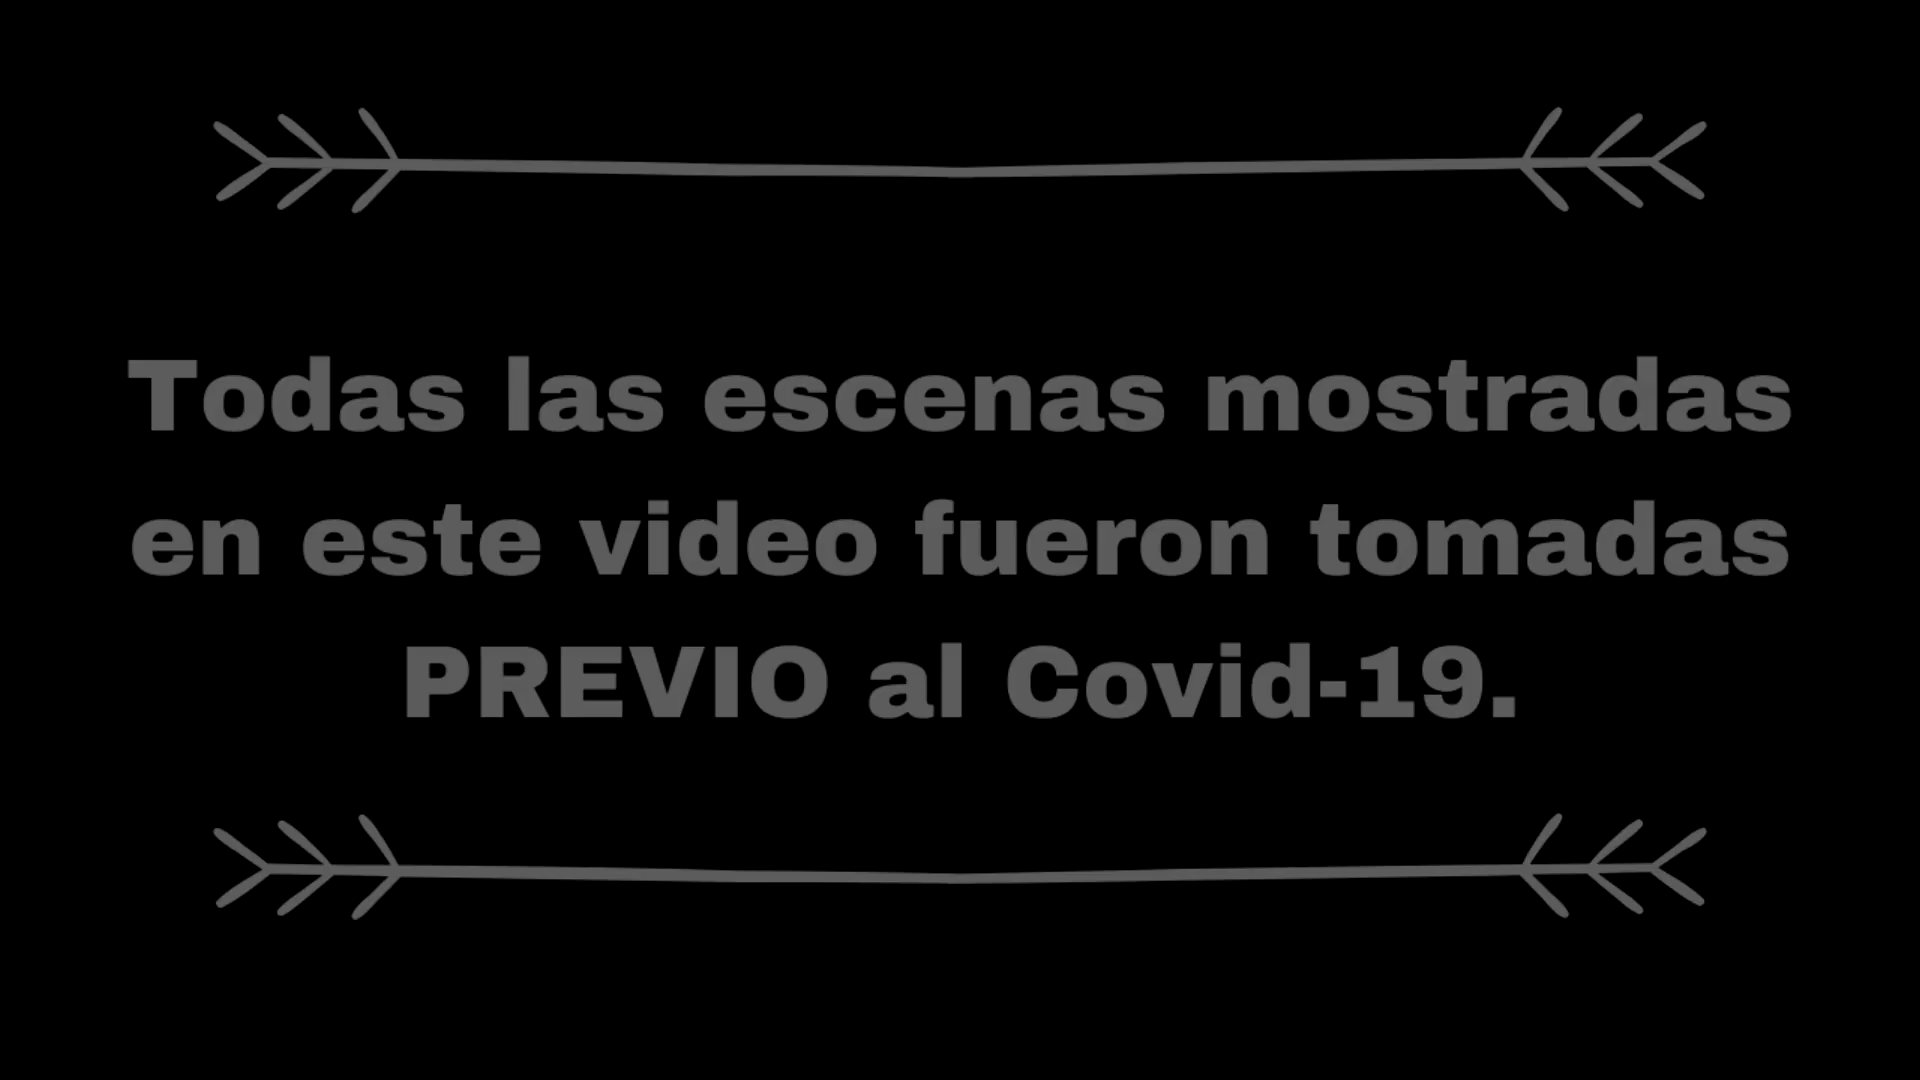 Todas las escenas mostradas
en este video fueron tomadas
PREVIO al Covid-19.